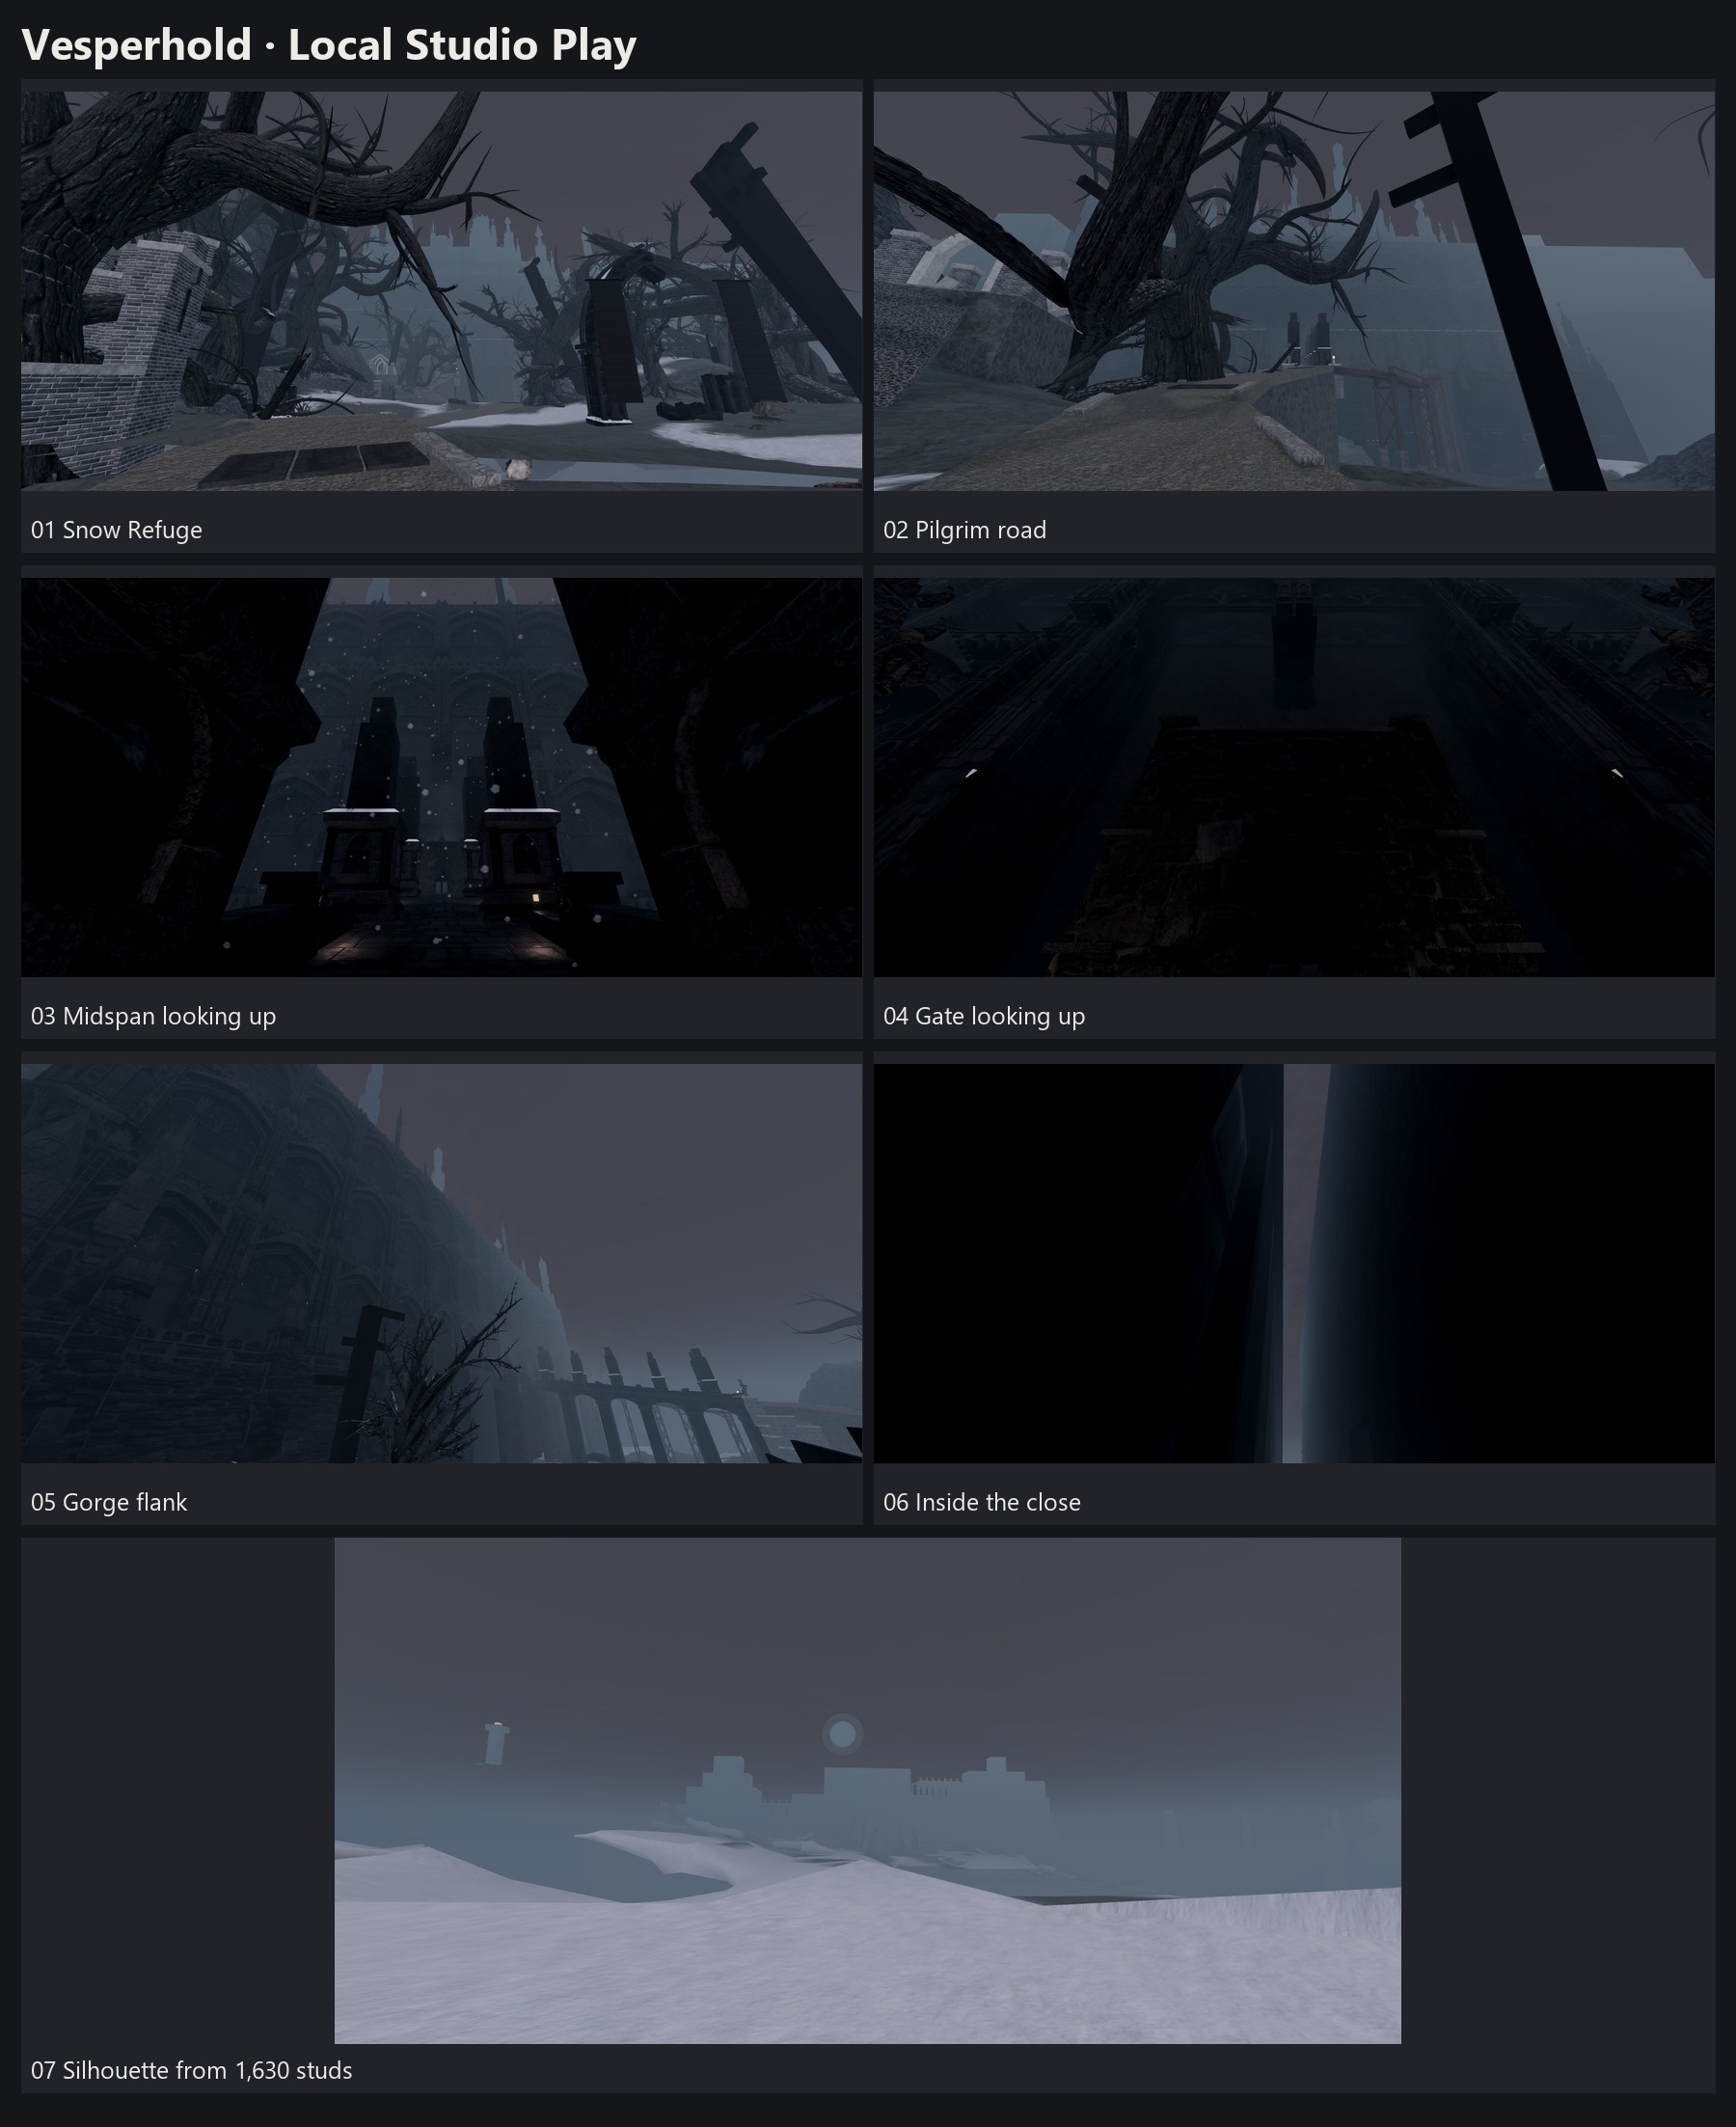 Vesperhold · Local Studio Play
01 Snow Refuge
02 Pilgrim road
03 Midspan looking up
04 Gate looking up
05 Gorge flank
06 Inside the close
07 Silhouette from 1,630 studs